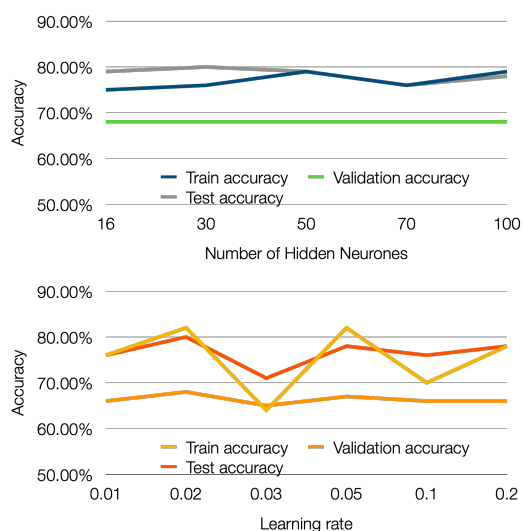 90.00%
80.00%
70.00%
60.00%
50.00%
Accuracy
Train accuracy Validation accuracy
Test accuracy
16 30 50 70 100
Number of Hidden Neurones
90.00%
80.00%
70.00%
60.00%
50.00%
Accuracy
Train accuracy Validation accuracy
Test accuracy
0.01 0.02 0.03 0.05 0.1 0.2
Learning rate